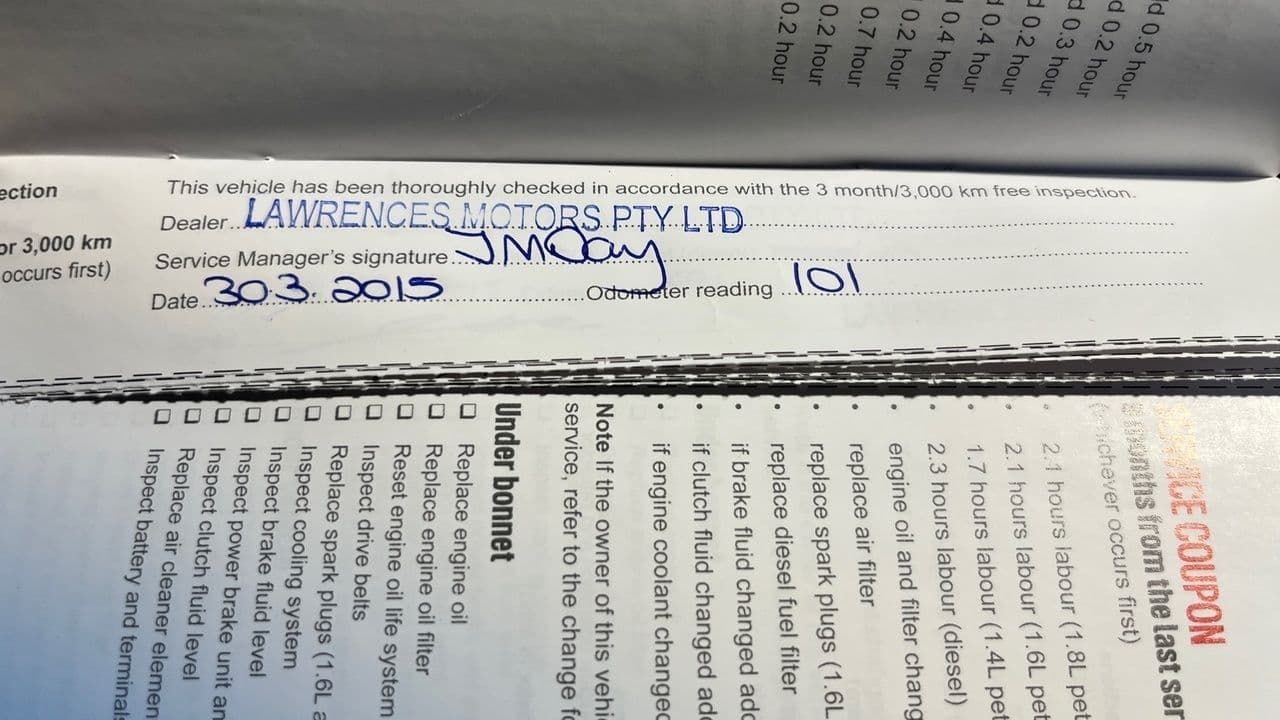 d 0.5 hour
d 0.2 hour
d 0.3 hour
d 0.2 hour
d 0.4 hour
0.4 hour
0.2 hour
0.7 hour
0.2 hour
0.2 hour
ection
or 3,000 km
occurs first)
This vehicle has been thoroughly checked in accordance with the 3 month/3,000 km free inspection.
Dealer..LAWRENCES MOTORS PTY LTD
Service Manager's signature
Date..30.3.2015 Odometer reading 101
SERVICE COUPON
months from the last ser
chever occurs first)
• 2.1 hours labour (1.8L pet
• 2.1 hours labour (1.6L pet
• 1.7 hours labour (1.4L pet
• 2.3 hours labour (diesel)
• engine oil and filter chang
• replace air filter
• replace spark plugs (1.6L
• replace diesel fuel filter
• if brake fluid changed add
• if clutch fluid changed add
• if engine coolant changed
Note If the owner of this vehi
service, refer to the change fo
Under bonnet
☐ Replace engine oil
☐ Replace engine oil filter
☐ Reset engine oil life system
☐ Inspect drive belts
☐ Replace spark plugs (1.6L a
☐ Inspect cooling system
☐ Inspect brake fluid level
☐ Inspect power brake unit an
☐ Inspect clutch fluid level
☐ Replace air cleaner elemen
☐ Inspect battery and terminals